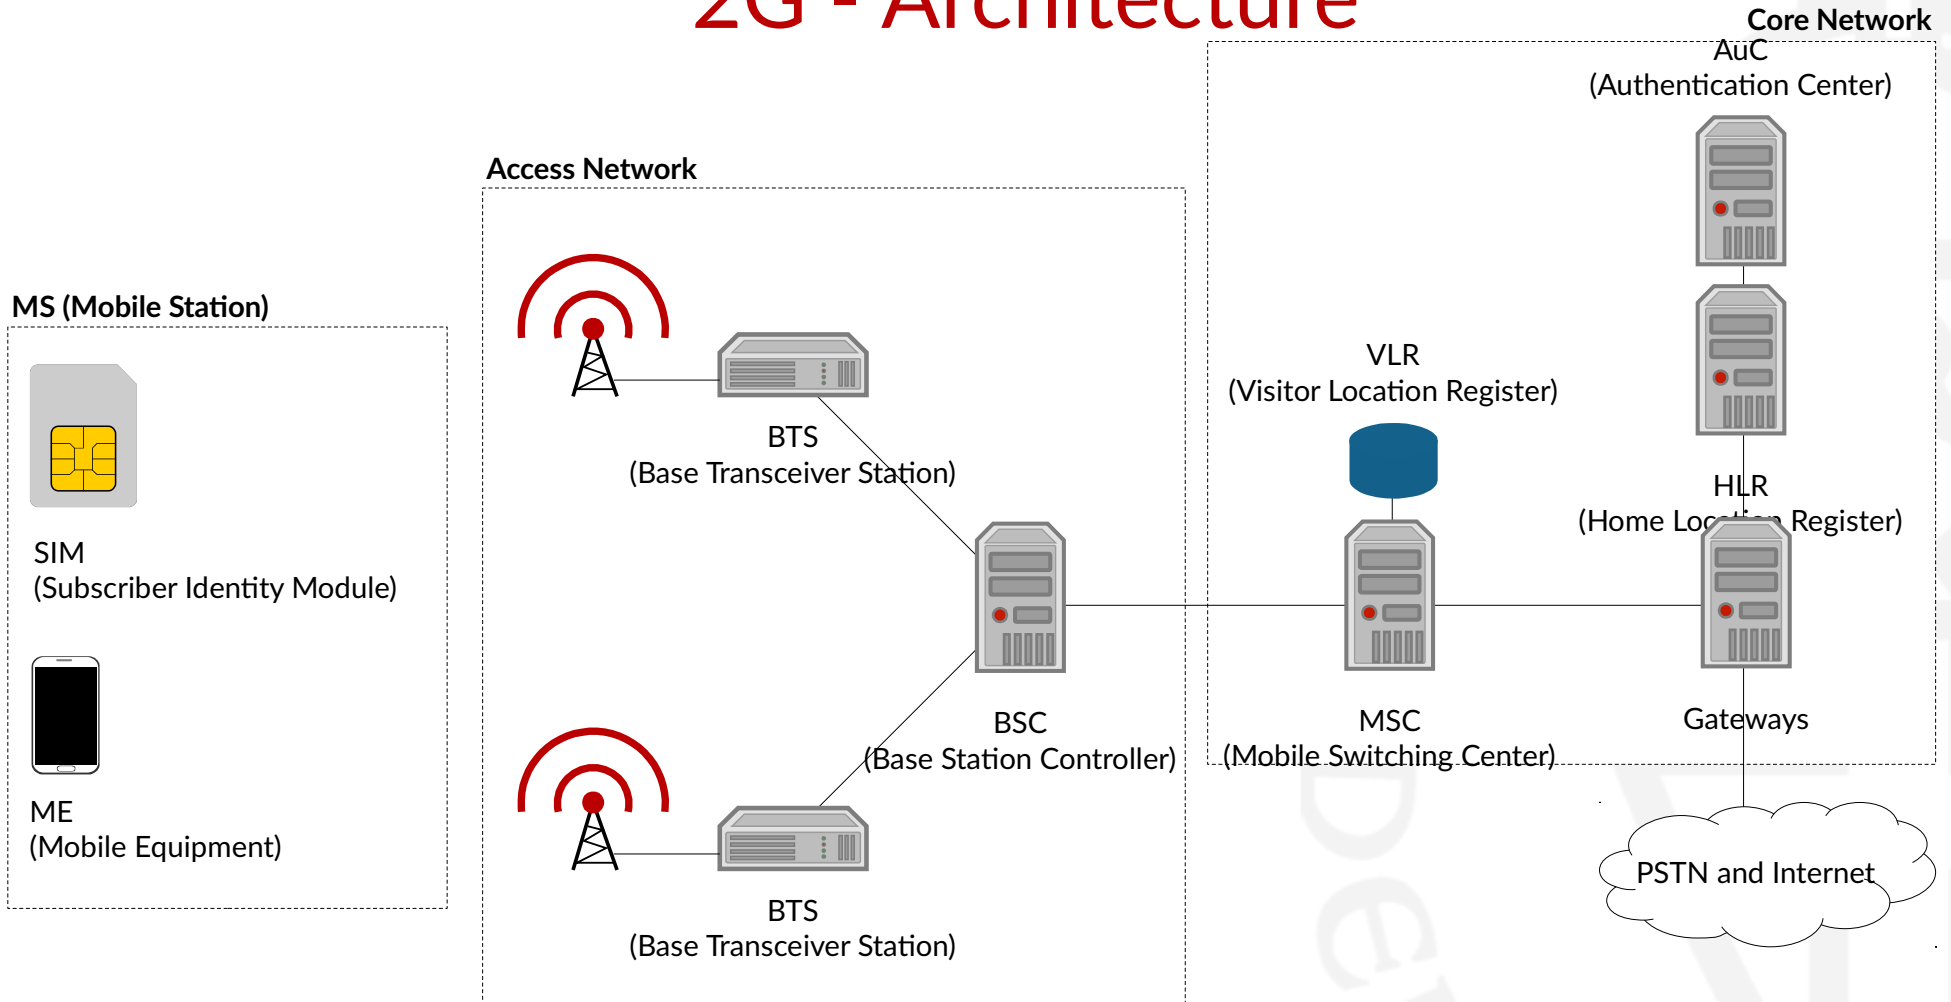 2G - Architecture
Core Network
AuC
(Authentication Center)
Access Network
MS (Mobile Station)
VLR
(Visitor Location Register)
BTS
(Base Transceiver Station)
HLR
(Home Location Register)
SIM
(Subscriber Identity Module)
BSC
(Base Station Controller)
MSC
(Mobile Switching Center)
Gateways
ME
(Mobile Equipment)
PSTN and Internet
BTS
(Base Transceiver Station)